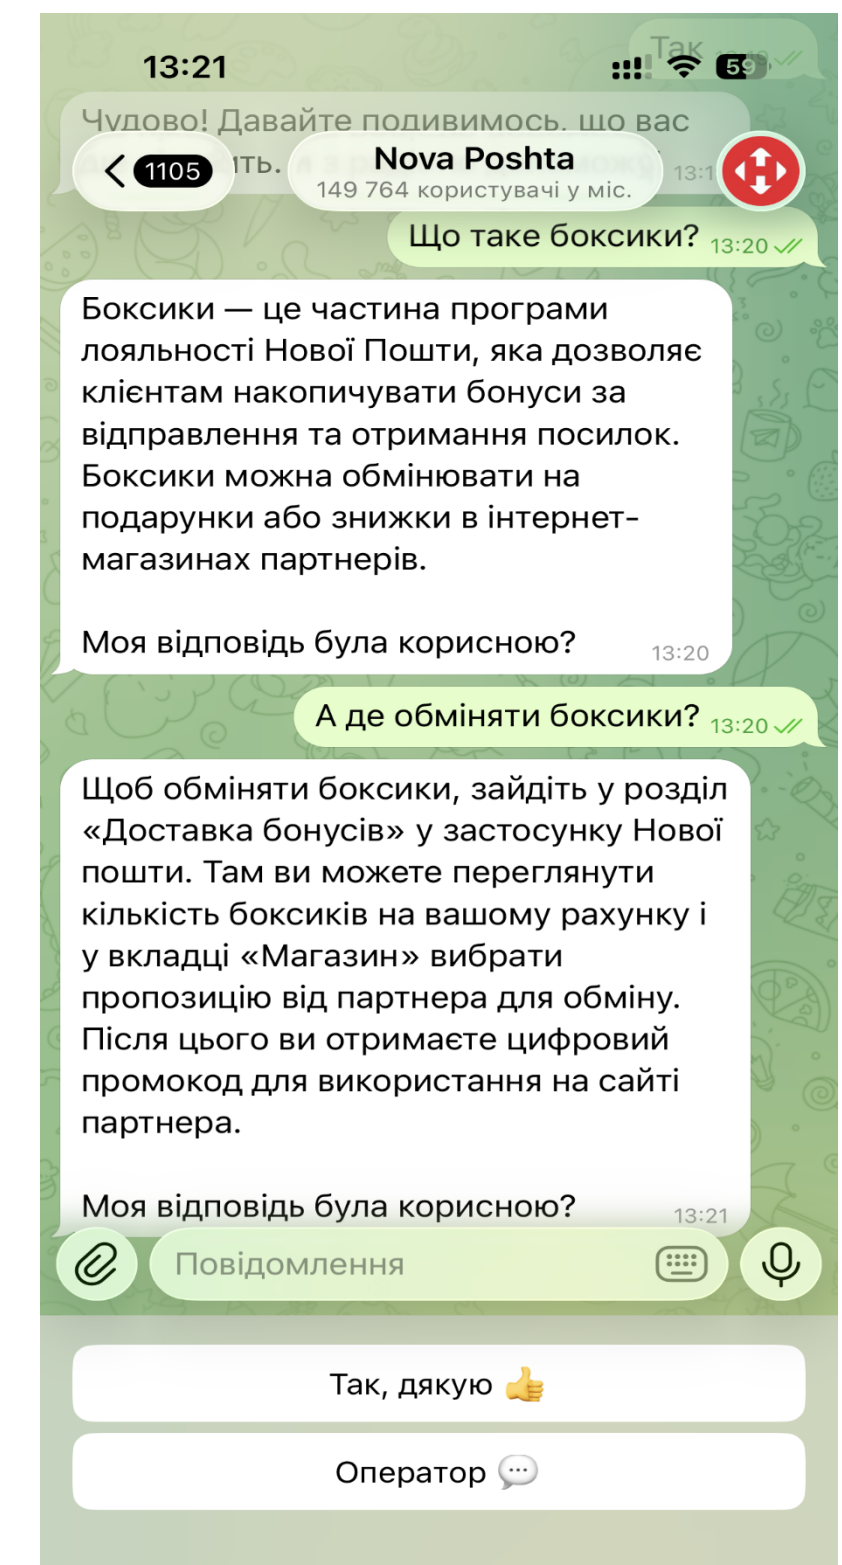 13:21
59
Так
Чудово! Давайте подивимось, що вас
1105
Nova Poshta
149 764 користувачі у міс.
Що таке боксики? 13:20
Боксики — це частина програми
лояльності Нової Пошти, яка дозволяє
клієнтам накопичувати бонуси за
відправлення та отримання посилок.
Боксики можна обмінювати на
подарунки або знижки в інтернет-
магазинах партнерів.
Моя відповідь була корисною? 13:20
А де обміняти боксики? 13:20
Щоб обміняти боксики, зайдіть у розділ
«Доставка бонусів» у застосунку Нової
пошти. Там ви можете переглянути
кількість боксиків на вашому рахунку і
у вкладці «Магазин» вибрати
пропозицію від партнера для обміну.
Після цього ви отримаєте цифровий
промокод для використання на сайті
партнера.
Моя відповідь була корисною? 13:21
Повідомлення
Так, дякую 👍
Оператор 💬